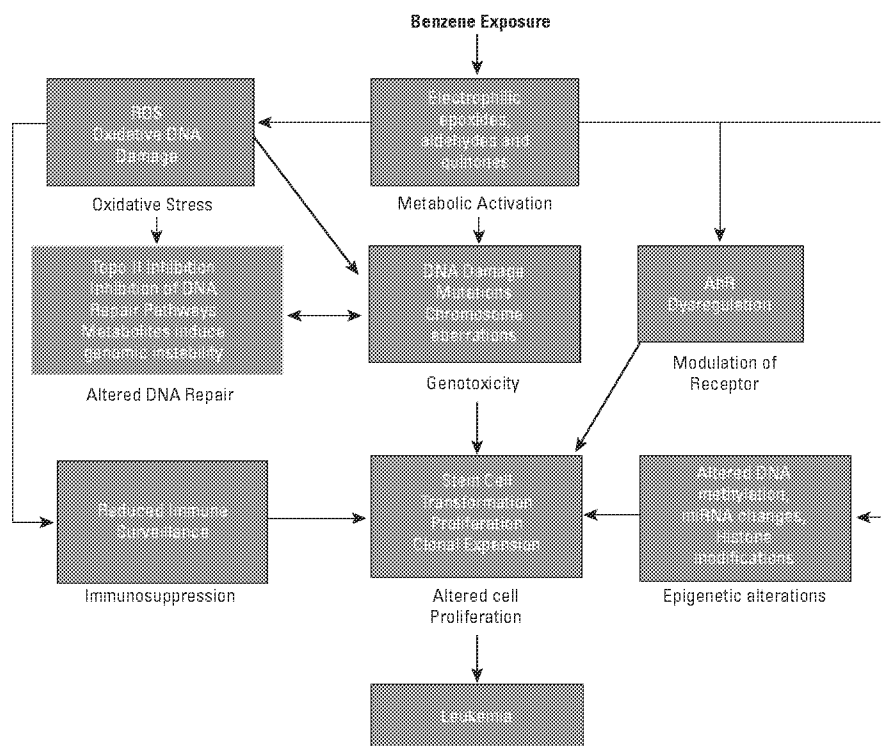 Benzene Exposure
ROS
Oxidative DNA
Damage
Oxidative Stress
Electrophilic
epoxides,
aldehydes and
quinones
Metabolic Activation
Topo II inhibition
Inhibition of DNA
Repair Pathways
Metabolites induce
genomic instability
Altered DNA Repair
DNA Damage
Mutations
Chromosome
aberrations
Genotoxicity
AhR
Dysregulation
Modulation of
Receptor
Reduced Immune
Surveillance
Immunosuppression
Stem Cell
Transformation
Proliferation
Clonal Expansion
Altered cell
Proliferation
Altered DNA
methylation,
miRNA changes,
Histone
modifications
Epigenetic alterations
Leukemia